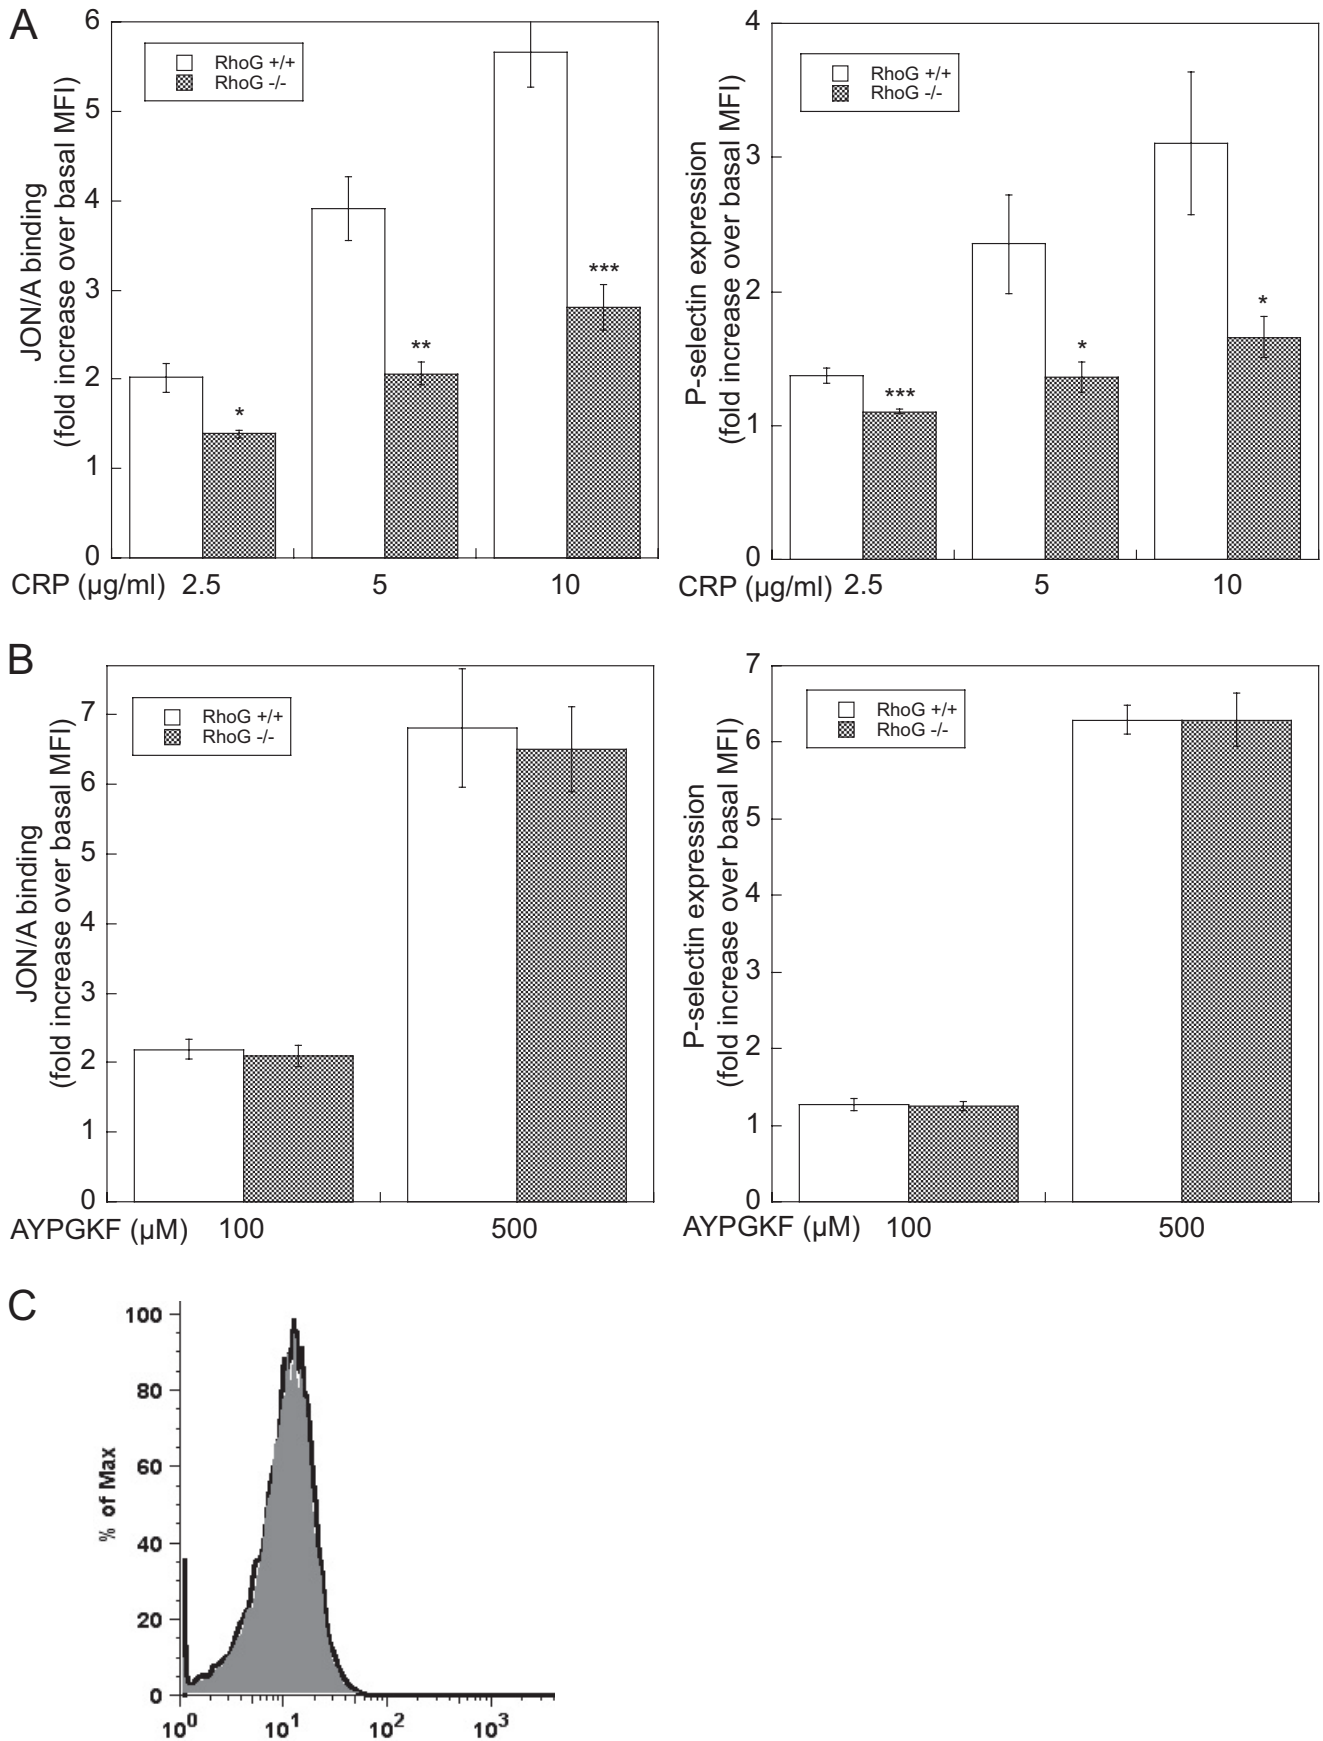 A
JON/A binding
(fold increase over basal MFI)
6
5
4
3
2
1
0
RhoG +/+
RhoG -/-
*
**
***
CRP (µg/ml) 2.5 5 10
P-selectin expression
(fold increase over basal MFI)
4
3
2
1
0
RhoG +/+
RhoG -/-
***
*
*
CRP (µg/ml) 2.5 5 10
B
JON/A binding
(fold increase over basal MFI)
7
6
5
4
3
2
1
0
RhoG +/+
RhoG -/-
AYPGKF (µM) 100 500
P-selectin expression
(fold increase over basal MFI)
7
6
5
4
3
2
1
0
RhoG +/+
RhoG -/-
AYPGKF (µM) 100 500
C
% of Max
100
80
60
40
20
0
10⁰ 10¹ 10² 10³